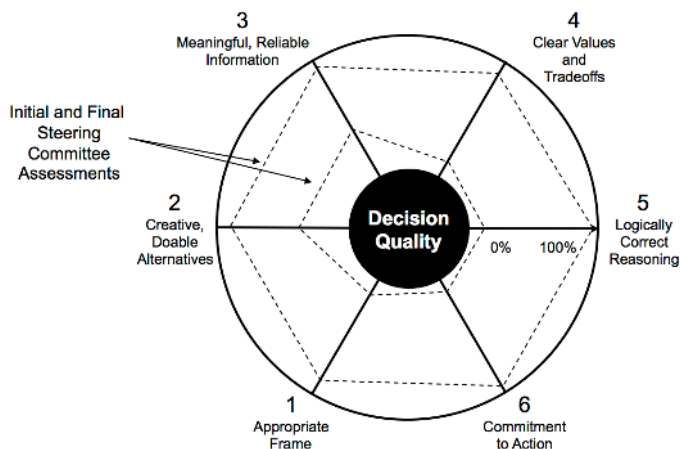 3
Meaningful, Reliable
Information
4
Clear Values
and
Tradeoffs
Initial and Final
Steering
Committee
Assessments
2
Creative,
Doable
Alternatives
Decision
Quality
0%
100%
5
Logically
Correct
Reasoning
1
Appropriate
Frame
6
Commitment
to Action